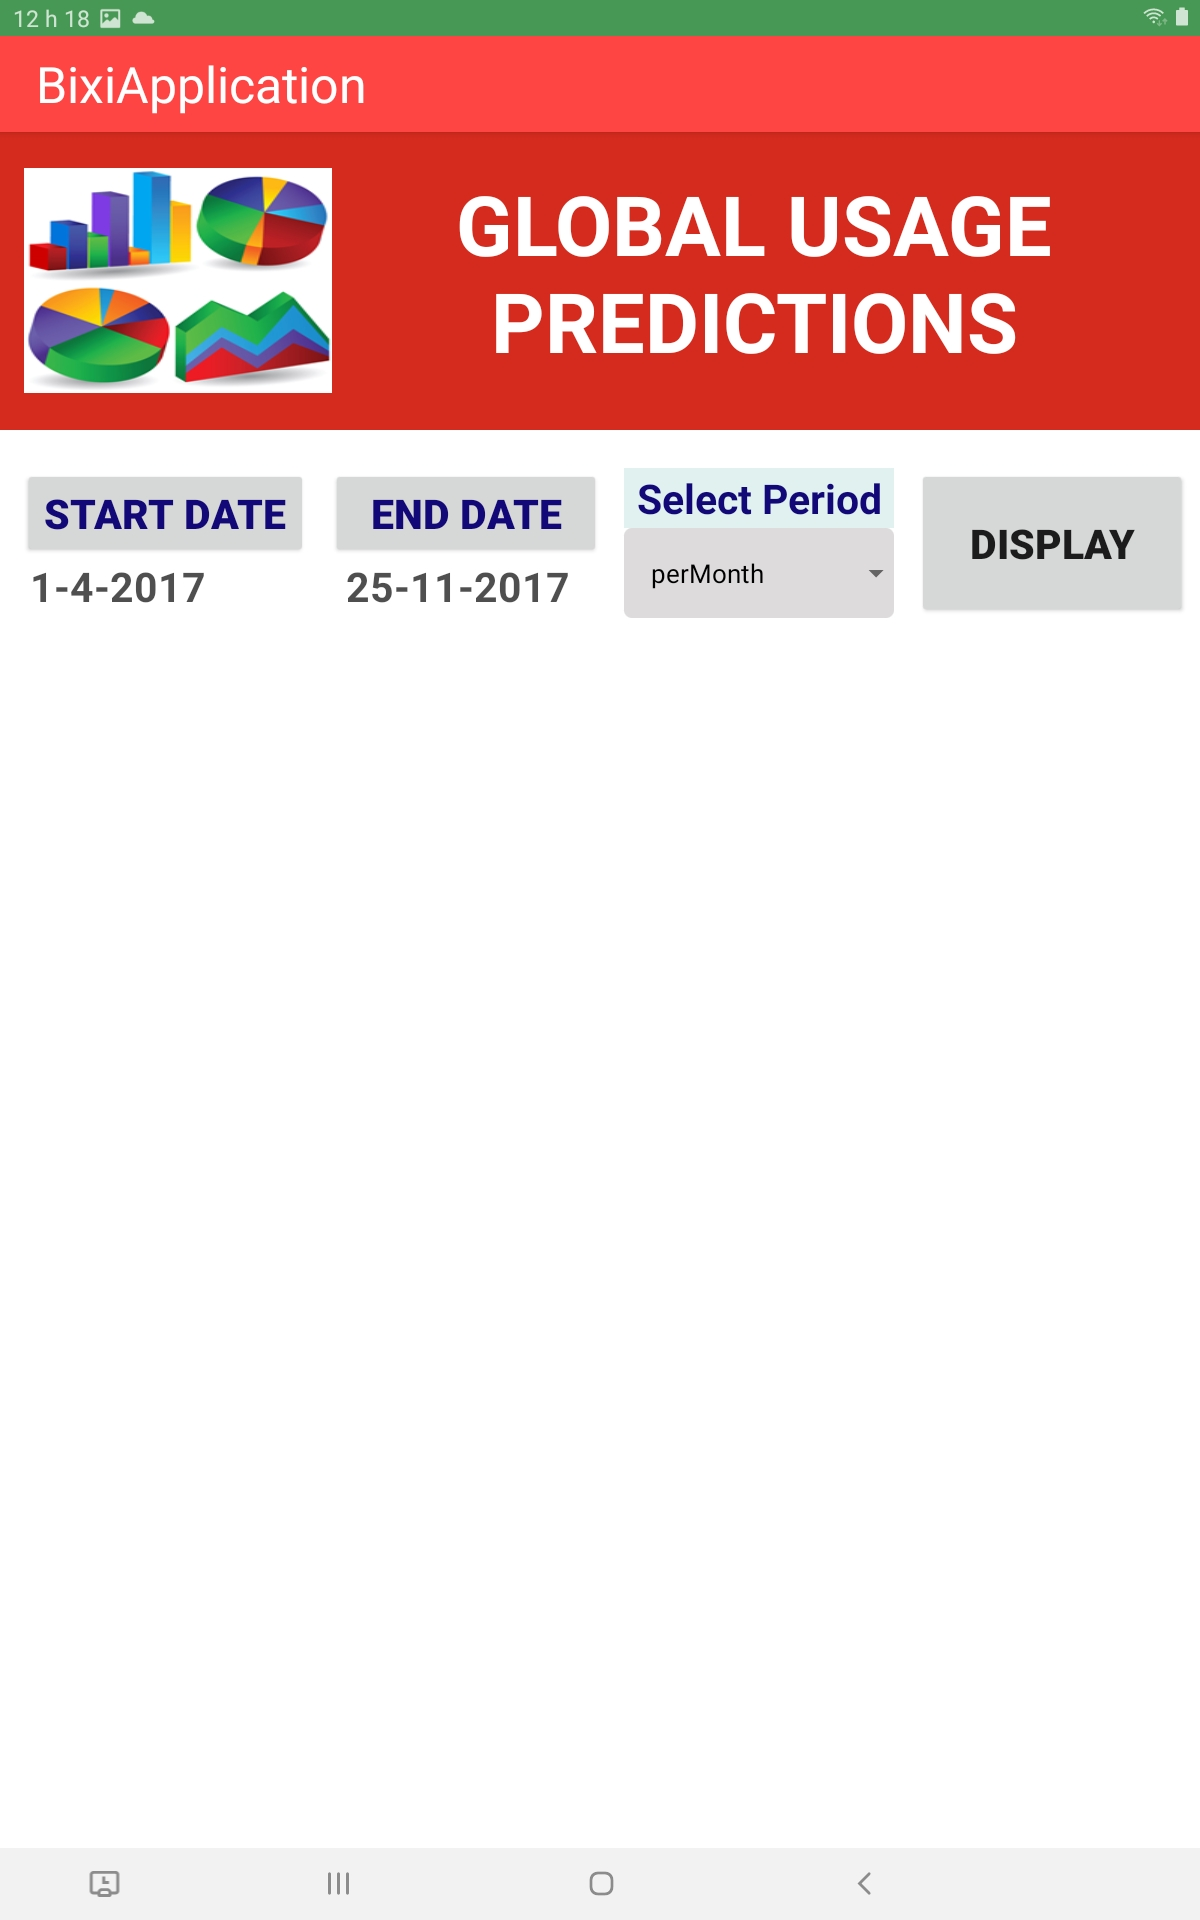 12 h 18
BixiApplication
GLOBAL USAGE
PREDICTIONS
START DATE
END DATE
Select Period
DISPLAY
1-4-2017
25-11-2017
perMonth